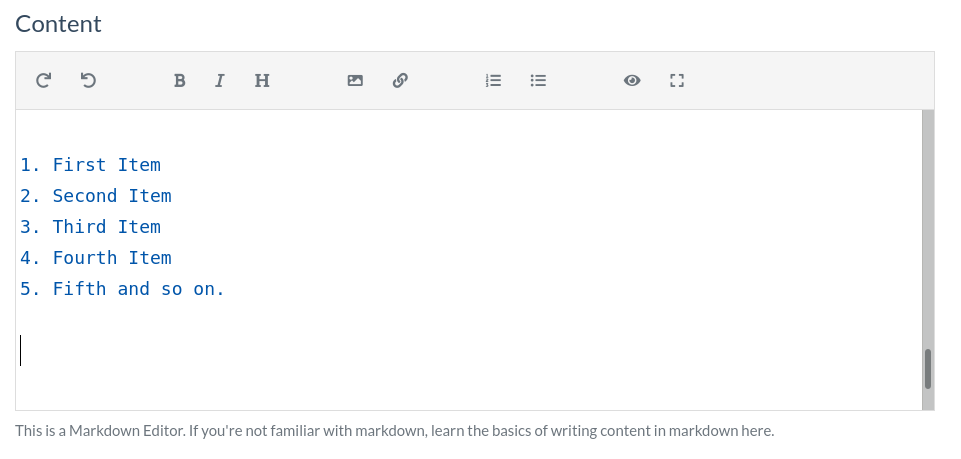 Content
B I H
1. First Item
2. Second Item
3. Third Item
4. Fourth Item
5. Fifth and so on.
This is a Markdown Editor. If you're not familiar with markdown, learn the basics of writing content in markdown here.